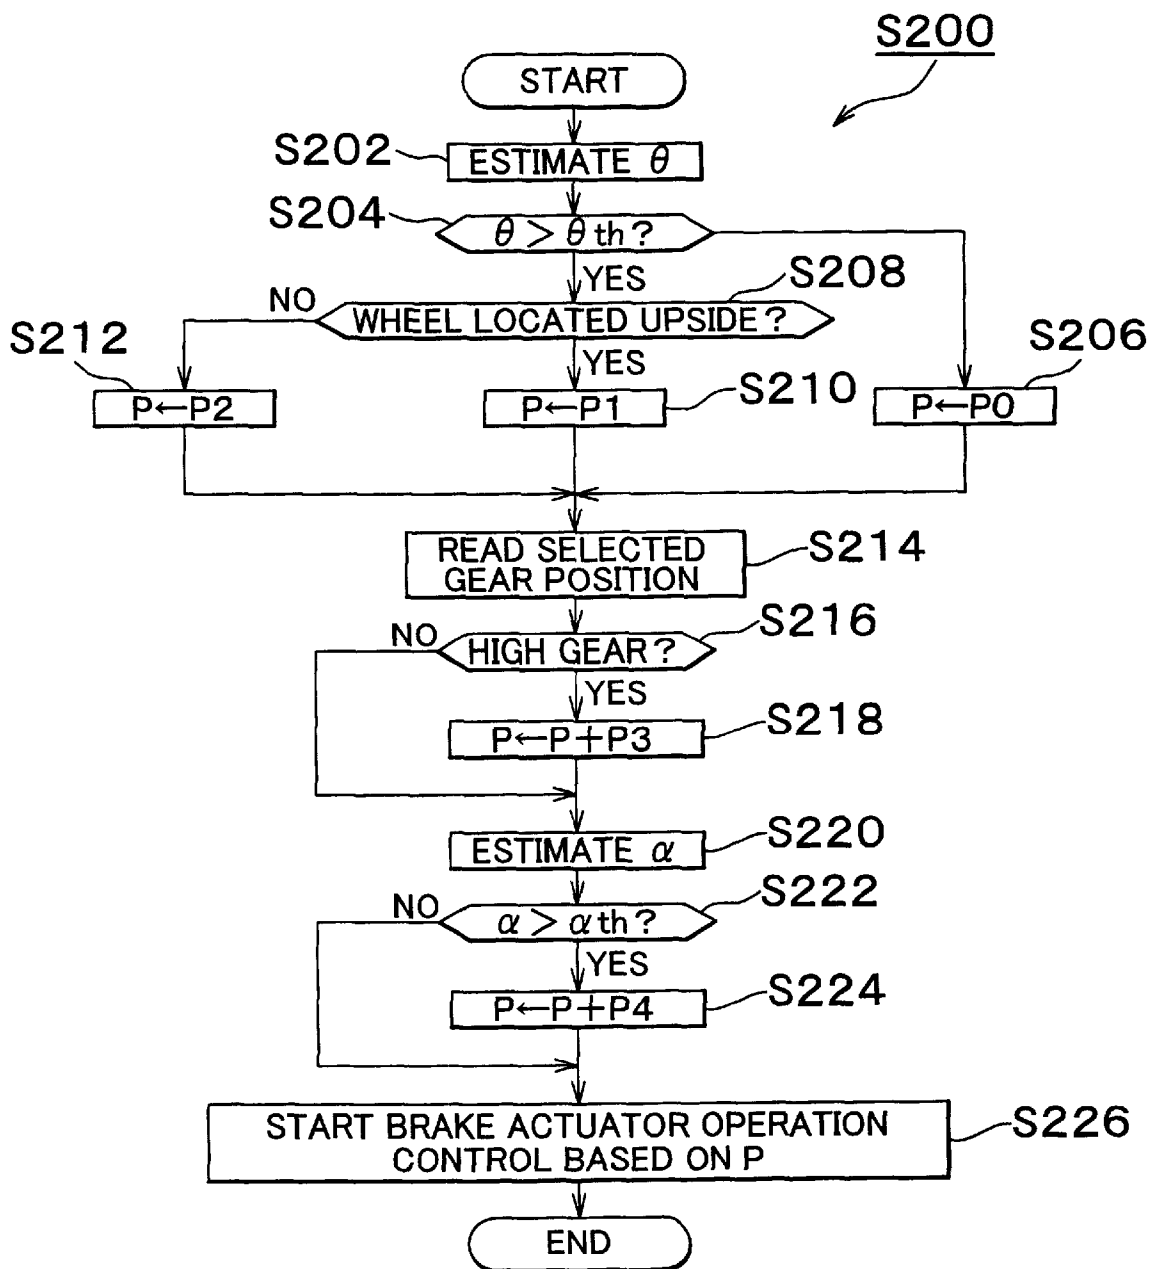 S200
START
S202
ESTIMATE θ
S204
θ > θ th?
YES
S208
NO
WHEEL LOCATED UPSIDE?
S212
YES
S206
S210
P←P2
P←P1
P←P0
READ SELECTED
GEAR POSITION
S214
S216
NO
HIGH GEAR?
YES
S218
P←P+P3
S220
ESTIMATE α
S222
NO
α > α th?
YES
S224
P←P+P4
START BRAKE ACTUATOR OPERATION
CONTROL BASED ON P
S226
END